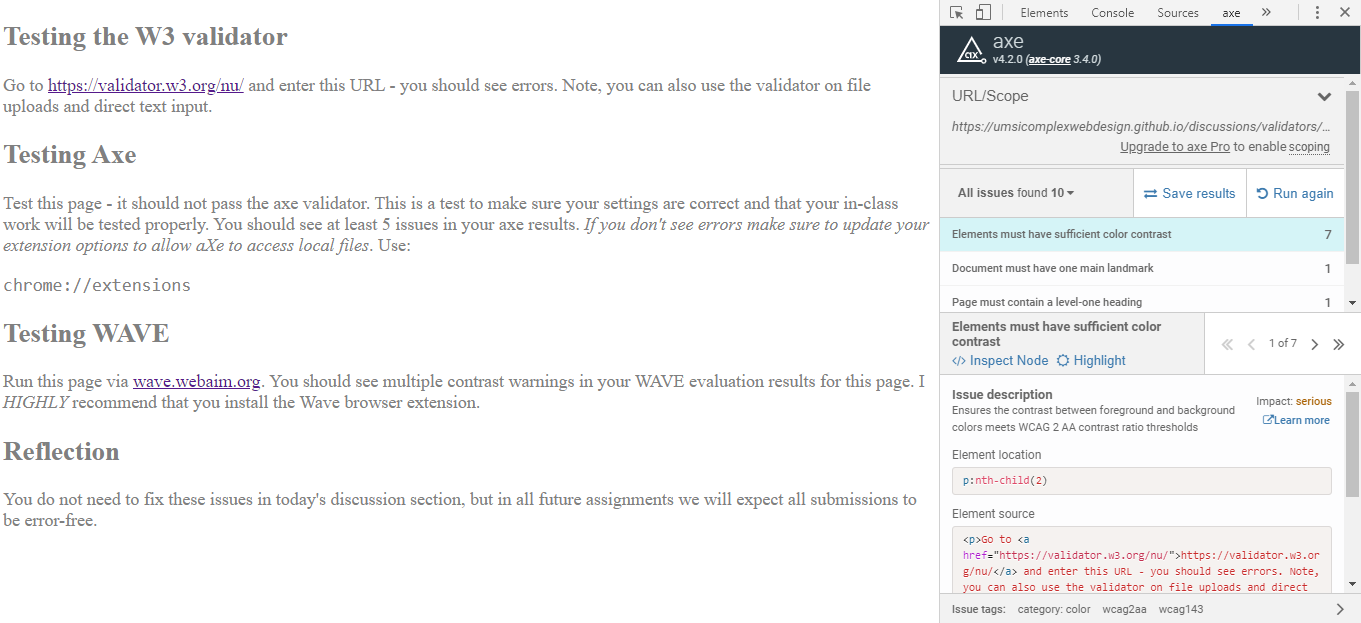 Testing the W3 validator
Go to https://validator.w3.org/nu/ and enter this URL - you should see errors. Note, you can also use the validator on file
uploads and direct text input.
Testing Axe
Test this page - it should not pass the axe validator. This is a test to make sure your settings are correct and that your in-class
work will be tested properly. You should see at least 5 issues in your axe results. If you don't see errors make sure to update your
extension options to allow aXe to access local files. Use:
chrome://extensions
Testing WAVE
Run this page via wave.webaim.org. You should see multiple contrast warnings in your WAVE evaluation results for this page. I
HIGHLY recommend that you install the Wave browser extension.
Reflection
You do not need to fix these issues in today's discussion section, but in all future assignments we will expect all submissions to
be error-free.
Elements Console Sources axe »
axe
v4.2.0 (axe-core 3.4.0)
URL/Scope
https://umsicomplexwebdesign.github.io/discussions/validators/...
Upgrade to axe Pro to enable scoping
All issues found 10 Save results Run again
Elements must have sufficient color contrast 7
Document must have one main landmark 1
Page must contain a level-one heading 1
Elements must have sufficient color
contrast
1 of 7
</> Inspect Node Highlight
Issue description
Impact: serious
Ensures the contrast between foreground and background
colors meets WCAG 2 AA contrast ratio thresholds
Learn more
Element location
p:nth-child(2)
Element source
<p>Go to <a
href="https://validator.w3.org/nu/">https://validator.w3.or
g/nu/</a> and enter this URL - you should see errors. Note,
you can also use the validator on file uploads and direct
Issue tags: category: color wcag2aa wcag143